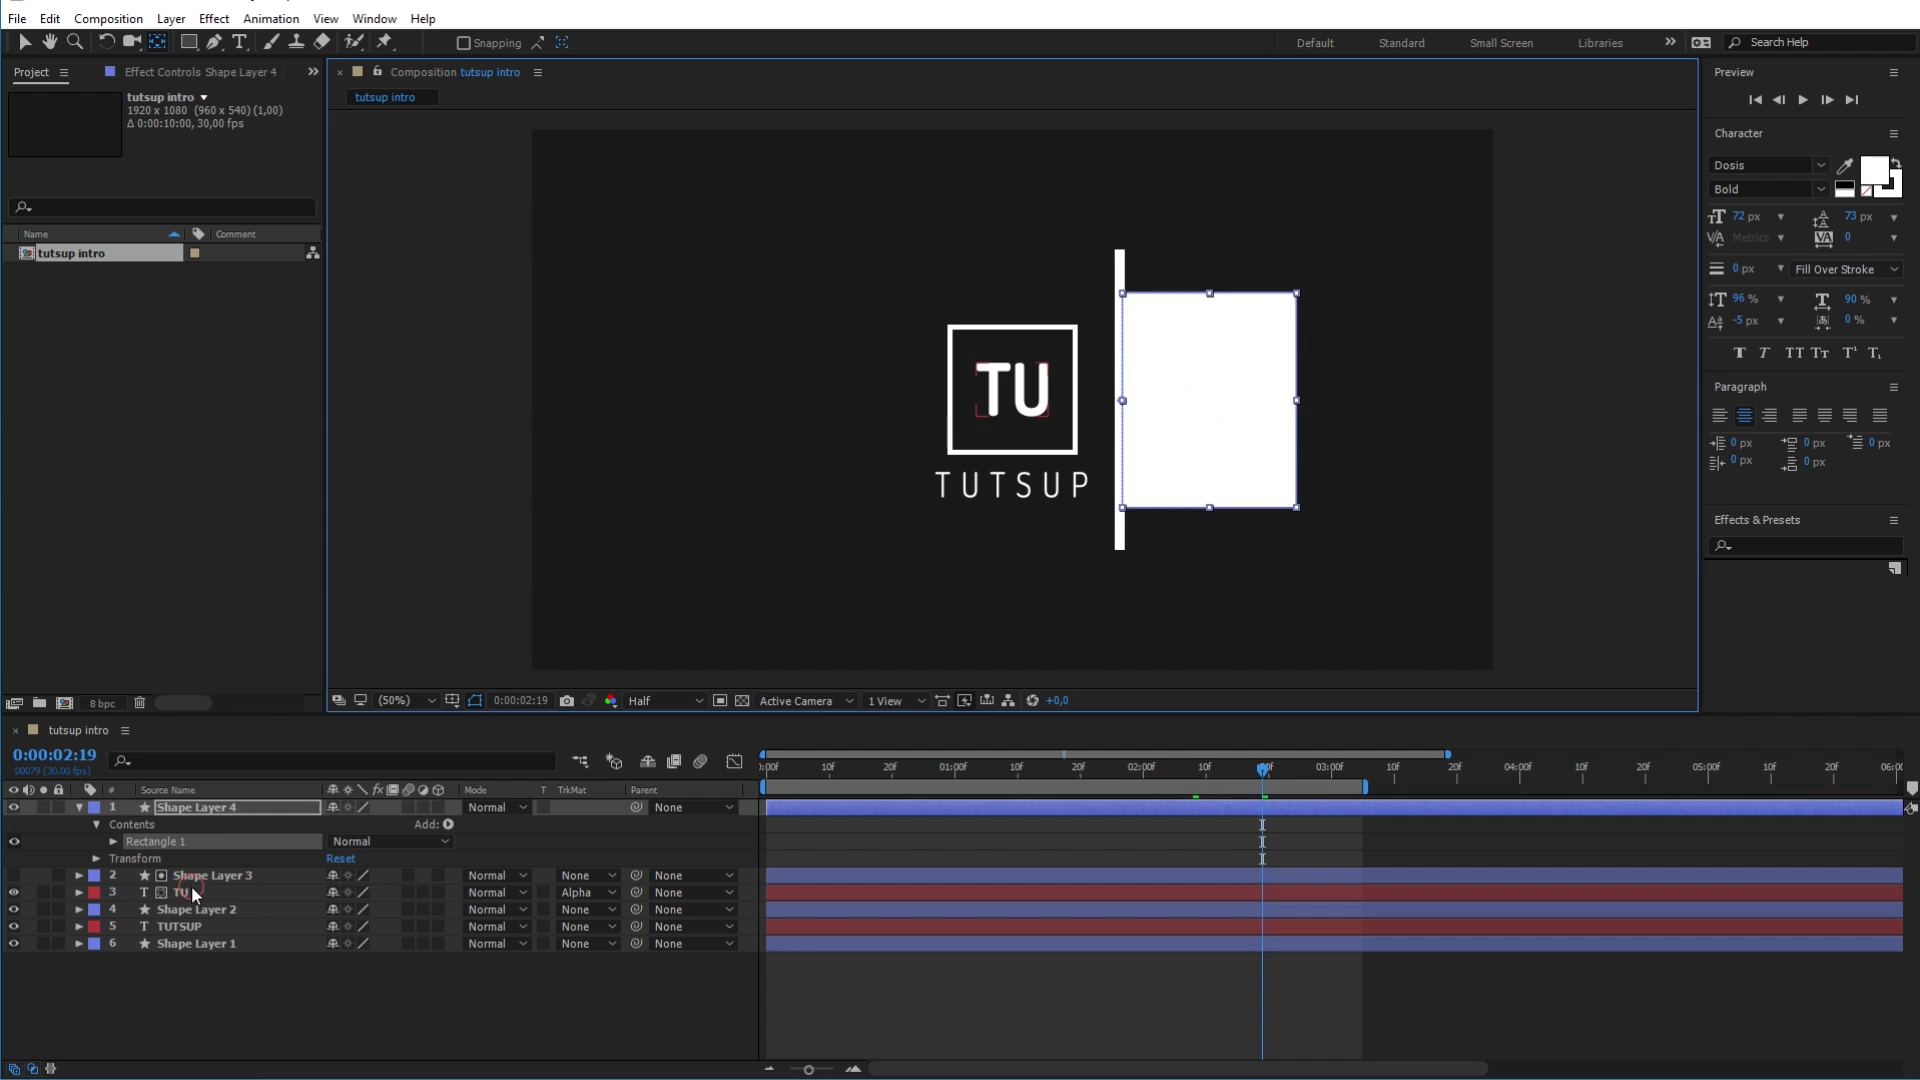 File Edit Composition Layer Effect Animation View Window Help
Snapping Default Standard Small Screen Libraries Search Help
Project Effect Controls Shape Layer 4
Composition tutsup intro
tutsup intro
tutsup intro
1920 x 1080 (960 x 540) (1,00)
Δ 0:00:10:00, 30,00 fps
Name Comment
tutsup intro
8 bpc
TU
TUTSUP
(50%) 0:00:02:19 Half Active Camera 1 View +0,0
Preview
Character
Dosis
Bold
72 px 73 px
Metrics 0
0 px Fill Over Stroke
96 % 90 %
-5 px 0 %
T T TT Tr T¹ T₁
Paragraph
0 px 0 px 0 px
0 px 0 px
Effects & Presets
tutsup intro
0:00:02:19
00079 (30.00 fps)
# Source Name Mode T TrkMat Parent
1 Shape Layer 4 Normal None
Contents Add:
Rectangle 1 Normal
Transform Reset
2 Shape Layer 3 Normal None None
3 T TU Normal Alpha None
4 Shape Layer 2 Normal None None
5 T TUTSUP Normal None None
6 Shape Layer 1 Normal None None
):00f 10f 20f 01:00f 10f 20f 02:00f 10f 20f 03:00f 10f 20f 04:00f 10f 20f 05:00f 10f 20f 06:0(